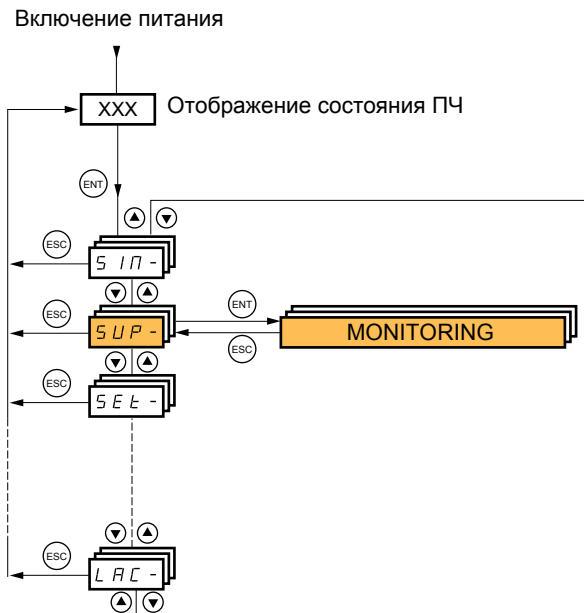 Включение питания
XXX Отображение состояния ПЧ
ENT
ESC
SIM-
ENT
ESC
SUP-
MONITORING
ESC
ESC
SEt-
ESC
LAC-